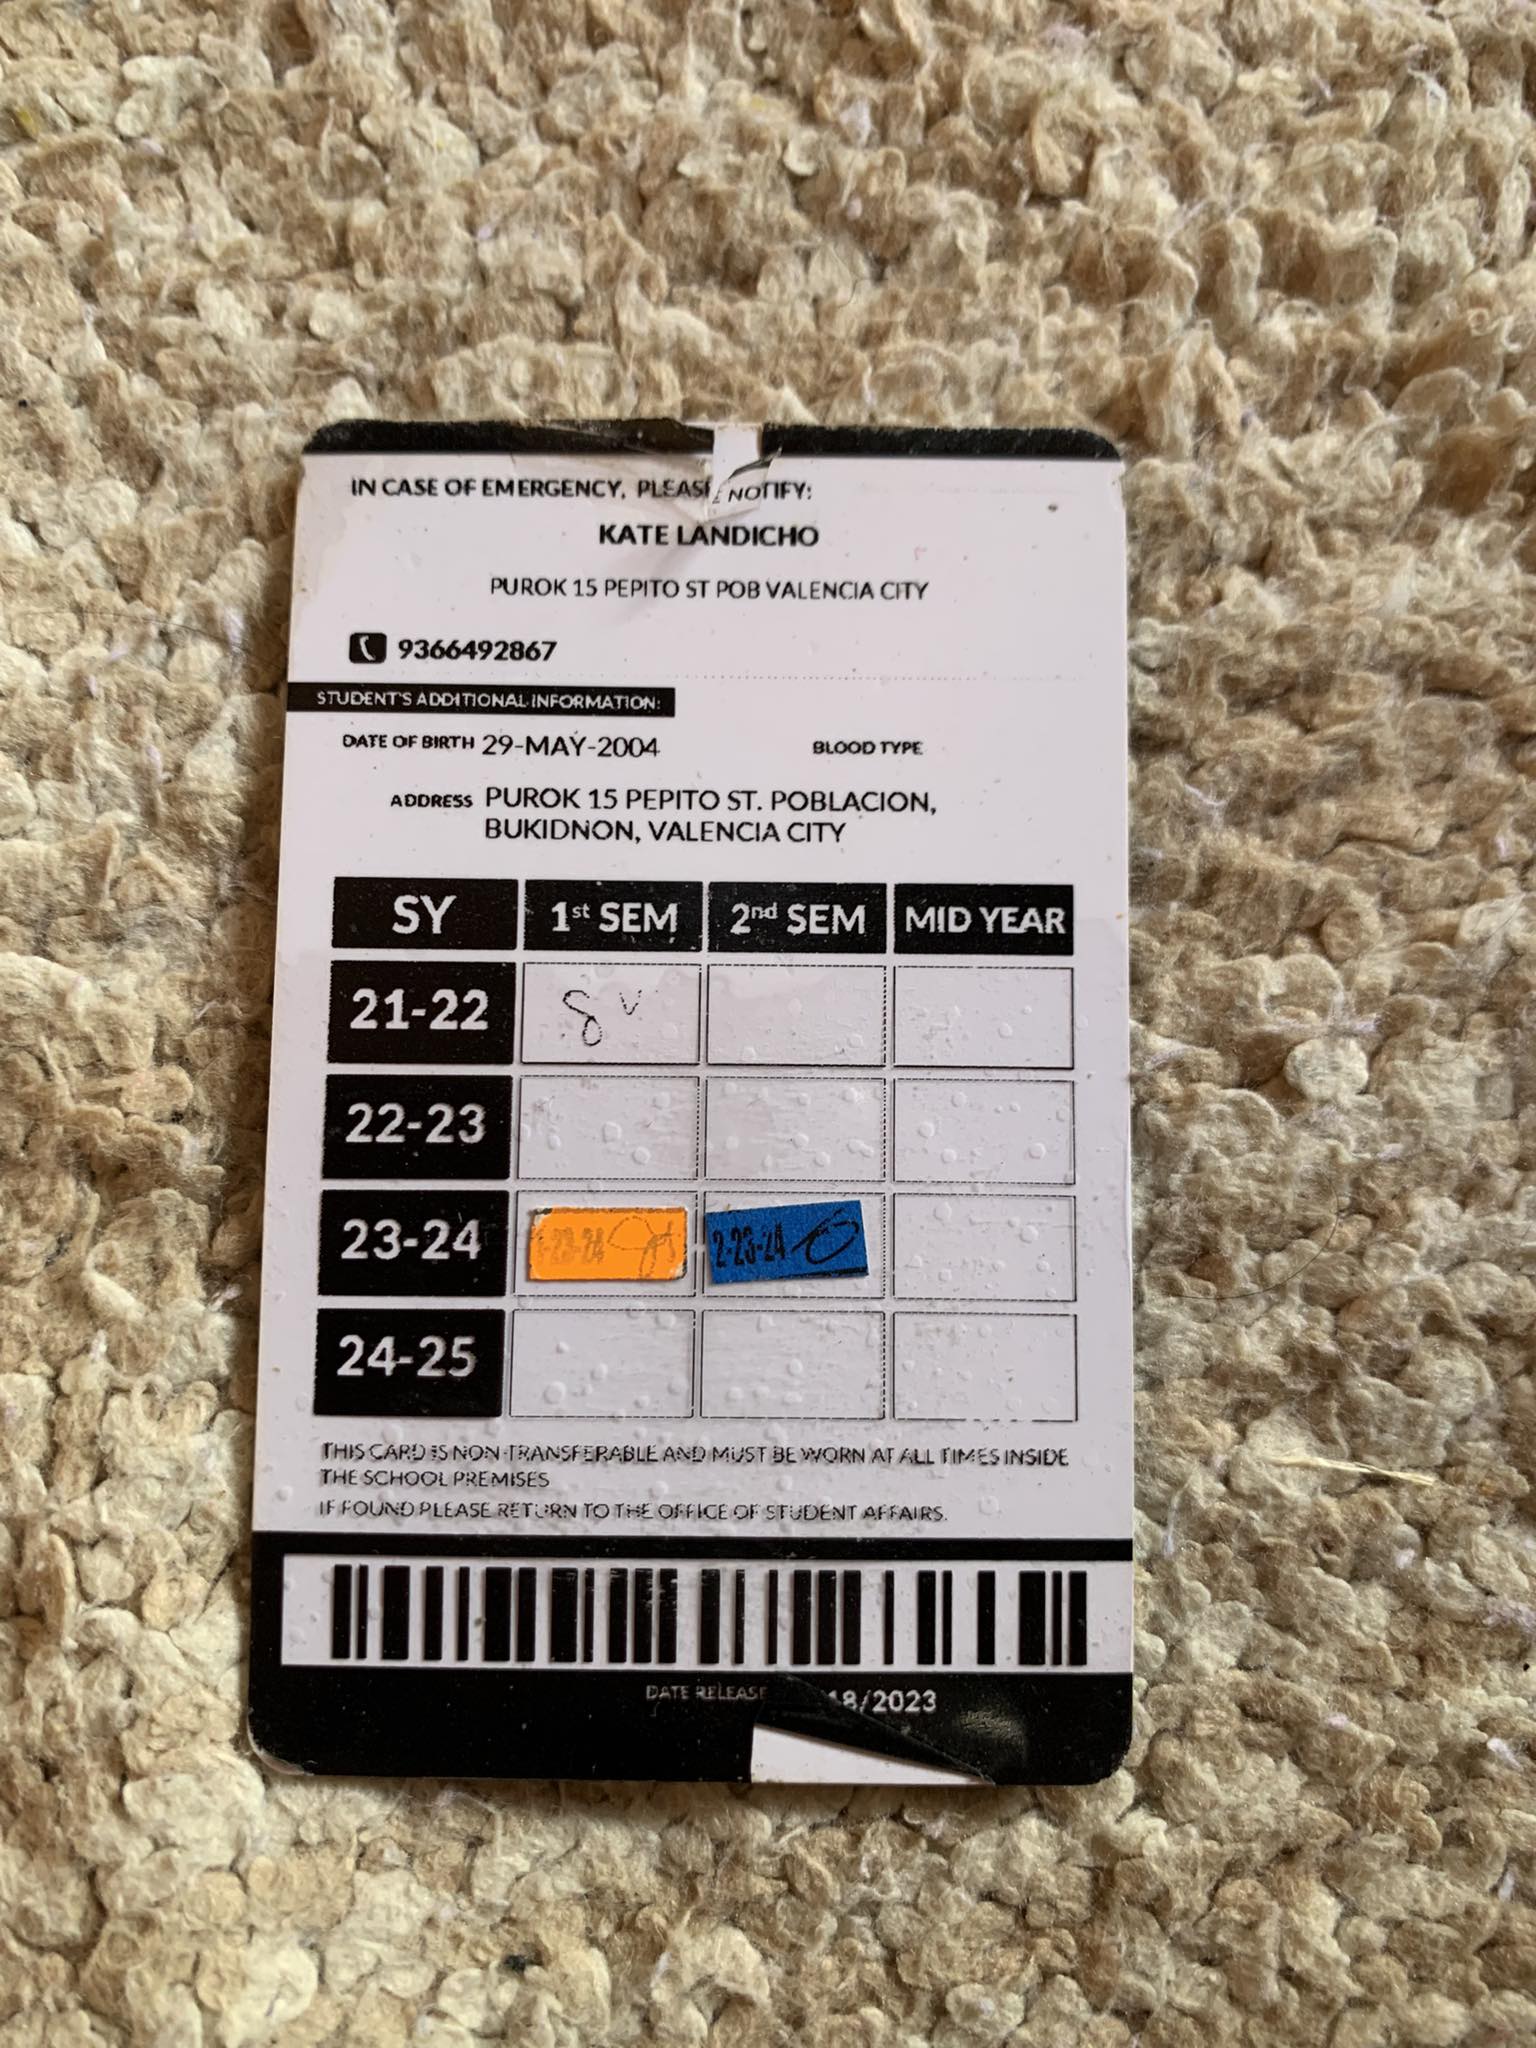 IN CASE OF EMERGENCY, PLEASE NOTIFY:
KATE LANDICHO
PUROK 15 PEPITO ST POB VALENCIA CITY
9366492867
STUDENT'S ADDITIONAL INFORMATION:
DATE OF BIRTH 29-MAY-2004 BLOOD TYPE
ADDRESS PUROK 15 PEPITO ST. POBLACION,
BUKIDNON, VALENCIA CITY
SY 1st SEM 2nd SEM MID YEAR
21-22
22-23
23-24 2-23-24
24-25
THIS CARD IS NON-TRANSFERABLE AND MUST BE WORN AT ALL TIMES INSIDE
THE SCHOOL PREMISES
IF FOUND PLEASE RETURN TO THE OFFICE OF STUDENT AFFAIRS.
DATE RELEASE 18/2023